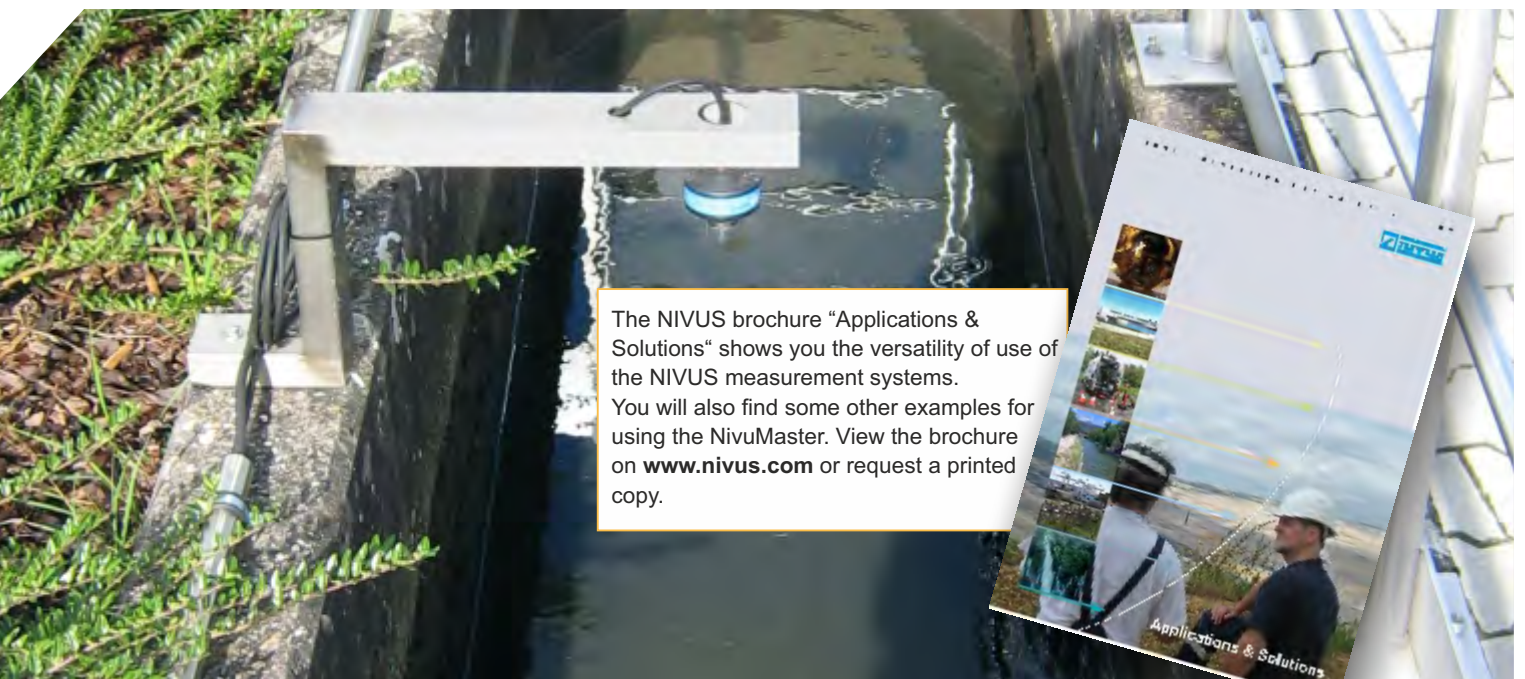 The NIVUS brochure “Applications &
Solutions“ shows you the versatility of use of
the NIVUS measurement systems.
You will also find some other examples for
using the NivuMaster. View the brochure
on www.nivus.com or request a printed
copy.
Applications & Solutions